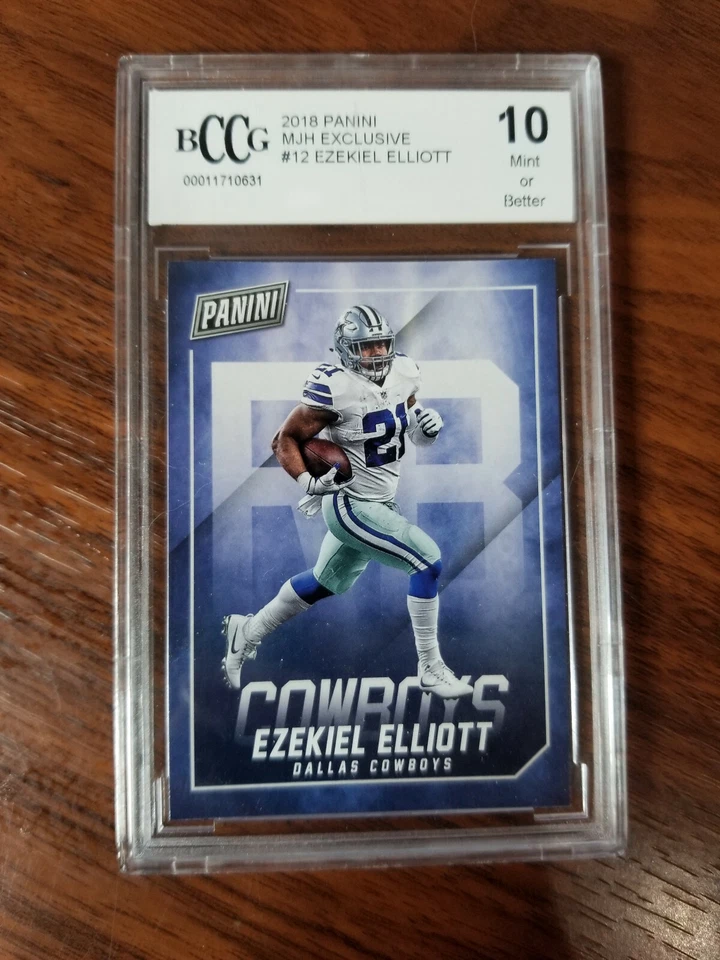 BCCG
00011710631
2018 PANINI
MJH EXCLUSIVE
#12 EZEKIEL ELLIOTT
10
Mint
or
Better
PANINI
RB
21
21
COWBOYS
EZEKIEL ELLIOTT
DALLAS COWBOYS